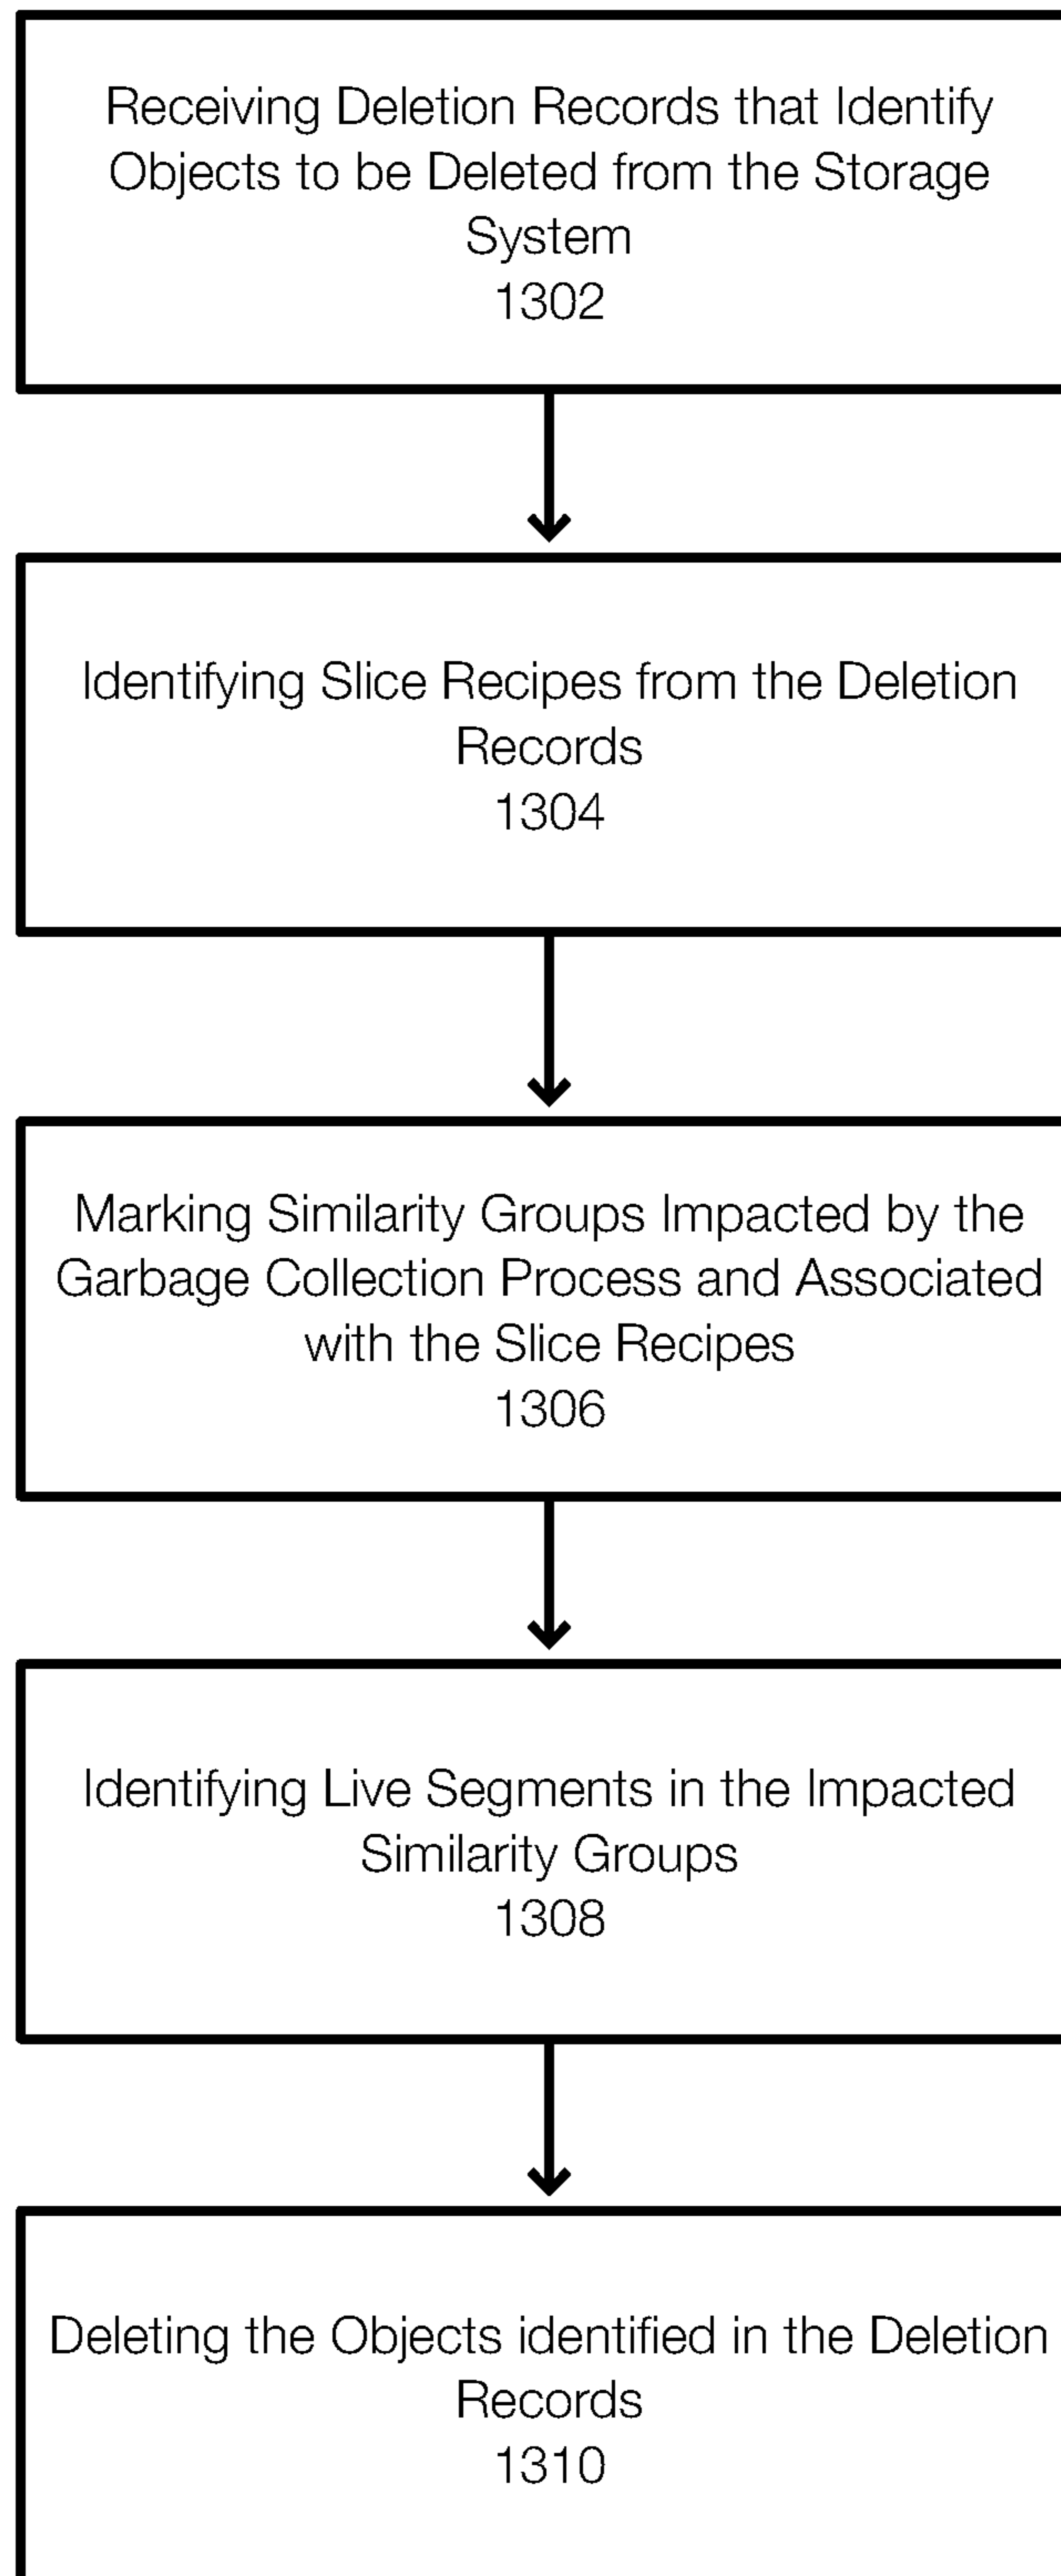 Receiving Deletion Records that Identify
Objects to be Deleted from the Storage
System
1302
Identifying Slice Recipes from the Deletion
Records
1304
Marking Similarity Groups Impacted by the
Garbage Collection Process and Associated
with the Slice Recipes
1306
Identifying Live Segments in the Impacted
Similarity Groups
1308
Deleting the Objects identified in the Deletion
Records
1310